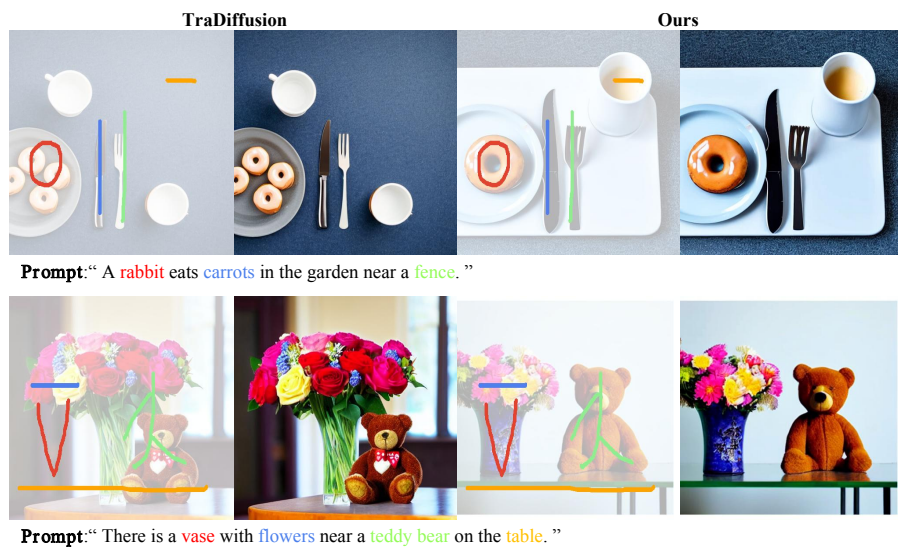 TraDiffusion Ours
Prompt:“ A rabbit eats carrots in the garden near a fence. ”
Prompt:“ There is a vase with flowers near a teddy bear on the table. ”